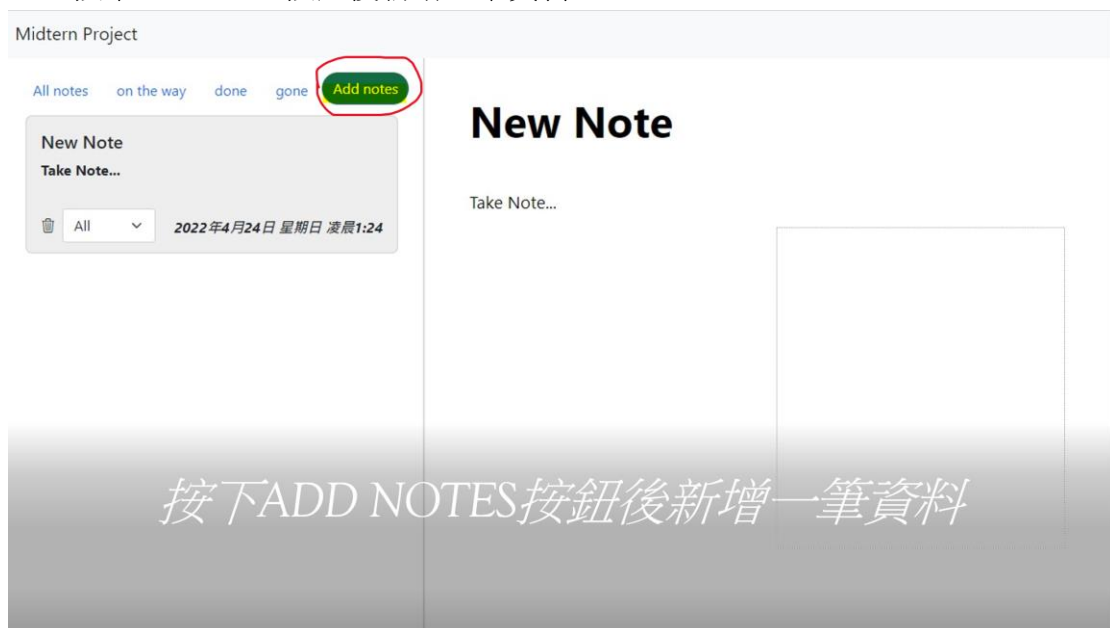 Midtern Project
All notes on the way done gone Add notes
New Note
Take Note...
All 2022年4月24日 星期日 凌晨1:24
New Note
Take Note...
按下ADD NOTES按鈕後新增一筆資料